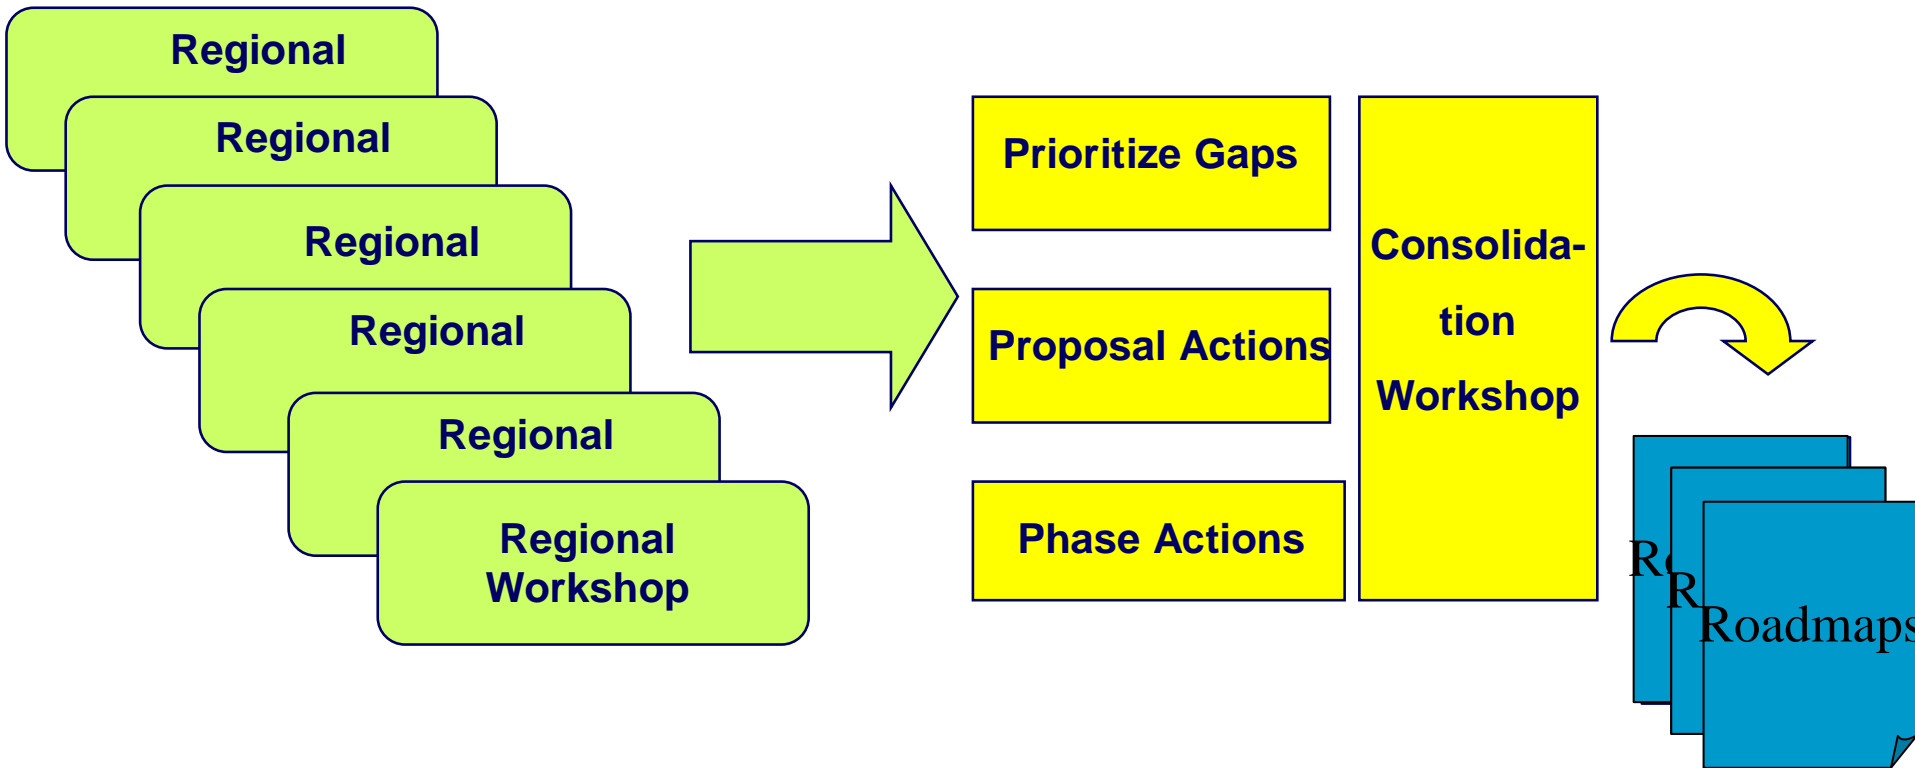 Regional
Regional
Regional
Regional
Regional
Regional
Workshop
Prioritize Gaps
Proposal Actions
Phase Actions
Consolida-
tion
Workshop
R
Roadmaps